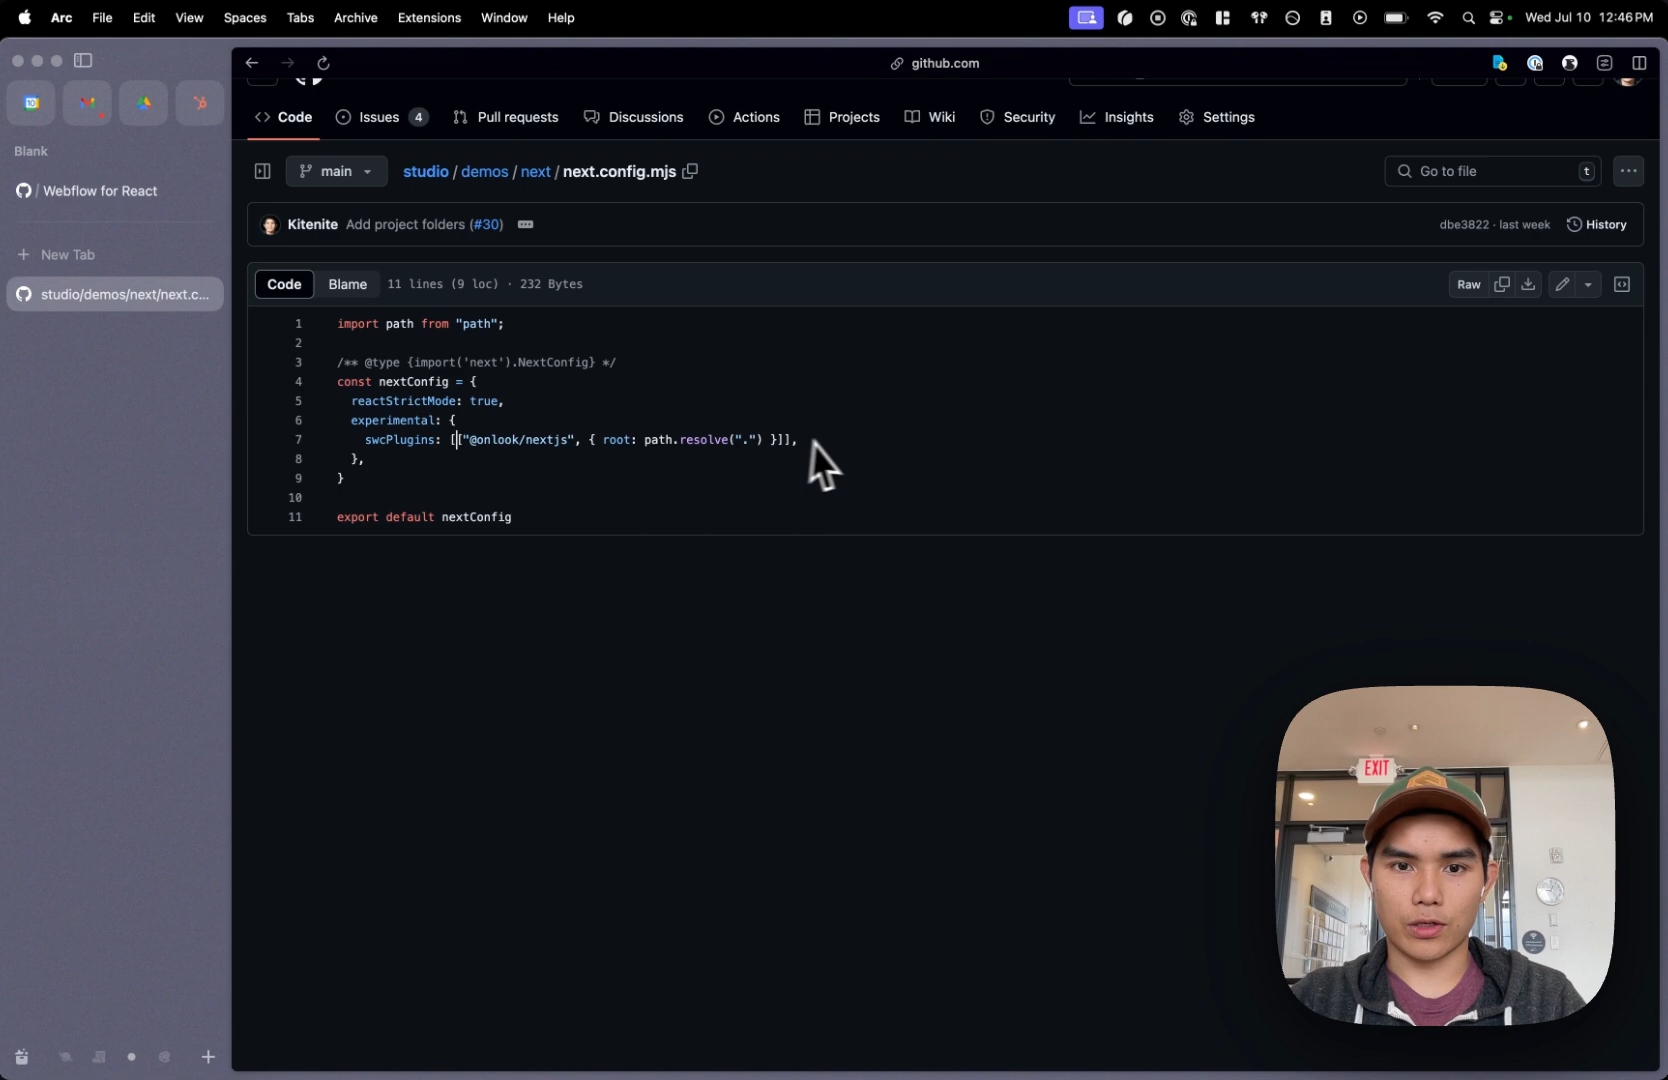 Arc File Edit View Spaces Tabs Archive Extensions Window Help Wed Jul 10 12:46 PM
github.com
10
Code Issues 4 Pull requests Discussions Actions Projects Wiki Security Insights Settings
Blank
Webflow for React
New Tab
studio/demos/next/next.c...
main studio / demos / next / next.config.mjs Go to file t
Kitenite Add project folders (#30) dbe3822 · last week History
Code Blame 11 lines (9 loc) · 232 Bytes Raw
1 import path from "path";
2
3 /** @type {import('next').NextConfig} */
4 const nextConfig = {
5 reactStrictMode: true,
6 experimental: {
7 swcPlugins: [["@onlook/nextjs", { root: path.resolve(".") }]],
8 },
9 }
10
11 export default nextConfig
EXIT